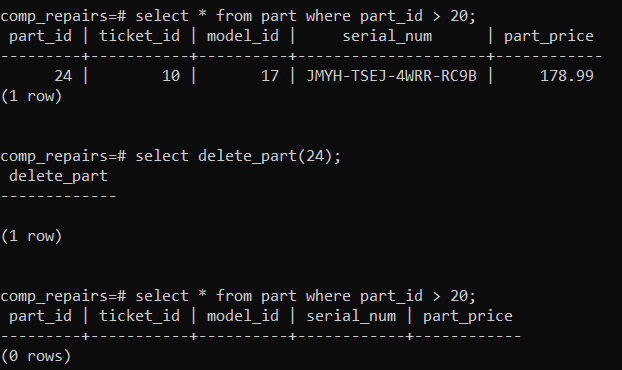 comp_repairs=# select * from part where part_id > 20;
 part_id | ticket_id | model_id |     serial_num      | part_price
---------+-----------+----------+---------------------+------------
      24 |        10 |       17 | JMYH-TSEJ-4WRR-RC9B |     178.99
(1 row)
comp_repairs=# select delete_part(24);
 delete_part
-------------
(1 row)
comp_repairs=# select * from part where part_id > 20;
 part_id | ticket_id | model_id | serial_num | part_price
---------+-----------+----------+------------+------------
(0 rows)